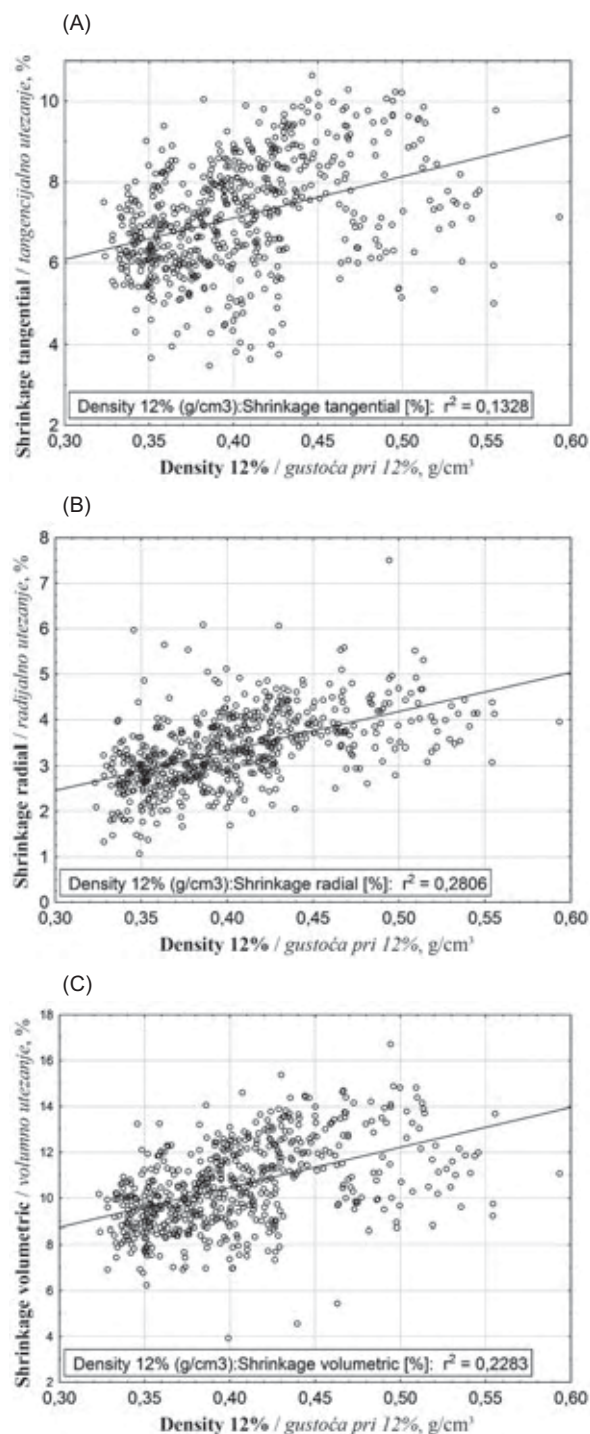 (A)
Shrinkage tangential / tangencijalno utezanje, %
10
8
6
4
2
Density 12% (g/cm3):Shrinkage tangential [%]: r² = 0,1328
0,30 0,35 0,40 0,45 0,50 0,55 0,60
Density 12% / gustoća pri 12%, g/cm³
(B)
Shrinkage radial / radijalno utezanje, %
8
7
6
5
4
3
2
1
0
Density 12% (g/cm3):Shrinkage radial [%]: r² = 0,2806
0,30 0,35 0,40 0,45 0,50 0,55 0,60
Density 12% / gustoća pri 12%, g/cm³
(C)
Shrinkage volumetric / volumno utezanje, %
18
16
14
12
10
8
6
4
2
Density 12% (g/cm3):Shrinkage volumetric [%]: r² = 0,2283
0,30 0,35 0,40 0,45 0,50 0,55 0,60
Density 12% / gustoća pri 12%, g/cm³